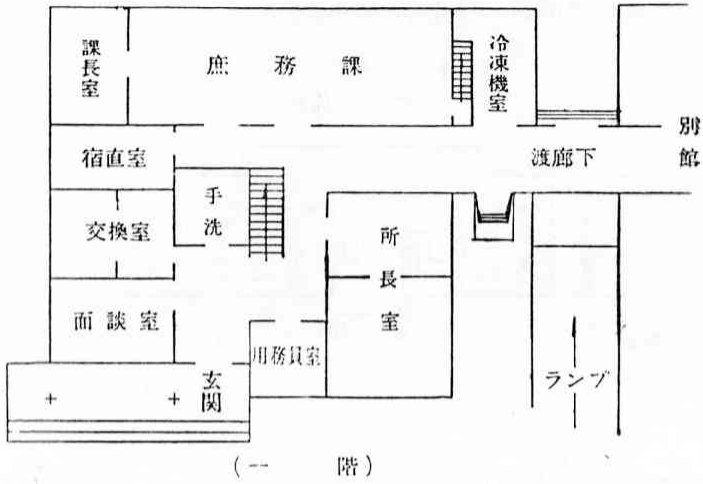 課長室
庶務課
冷凍機室
別館
宿直室
渡廊下
手洗
交換室
所長室
面談室
用務員室
玄関
ランプ
(一階)